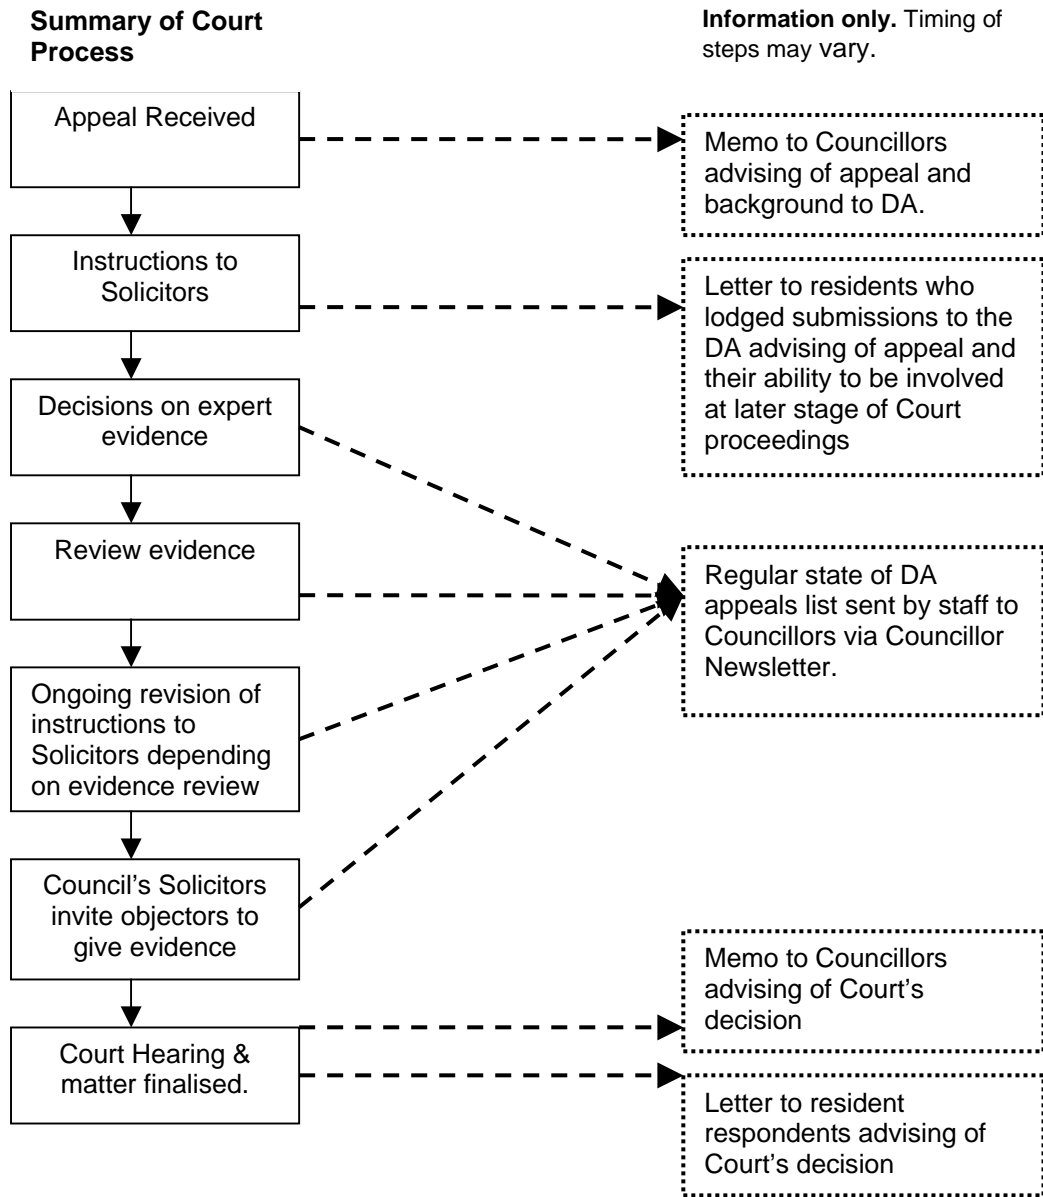 Summary of Court
Process
Information only. Timing of
steps may vary.
Appeal Received
Memo to Councillors
advising of appeal and
background to DA.
Instructions to
Solicitors
Letter to residents who
lodged submissions to the
DA advising of appeal and
their ability to be involved
at later stage of Court
proceedings
Decisions on expert
evidence
Review evidence
Regular state of DA
appeals list sent by staff to
Councillors via Councillor
Newsletter.
Ongoing revision of
instructions to
Solicitors depending
on evidence review
Council's Solicitors
invite objectors to
give evidence
Memo to Councillors
advising of Court's
decision
Court Hearing &
matter finalised.
Letter to resident
respondents advising of
Court's decision